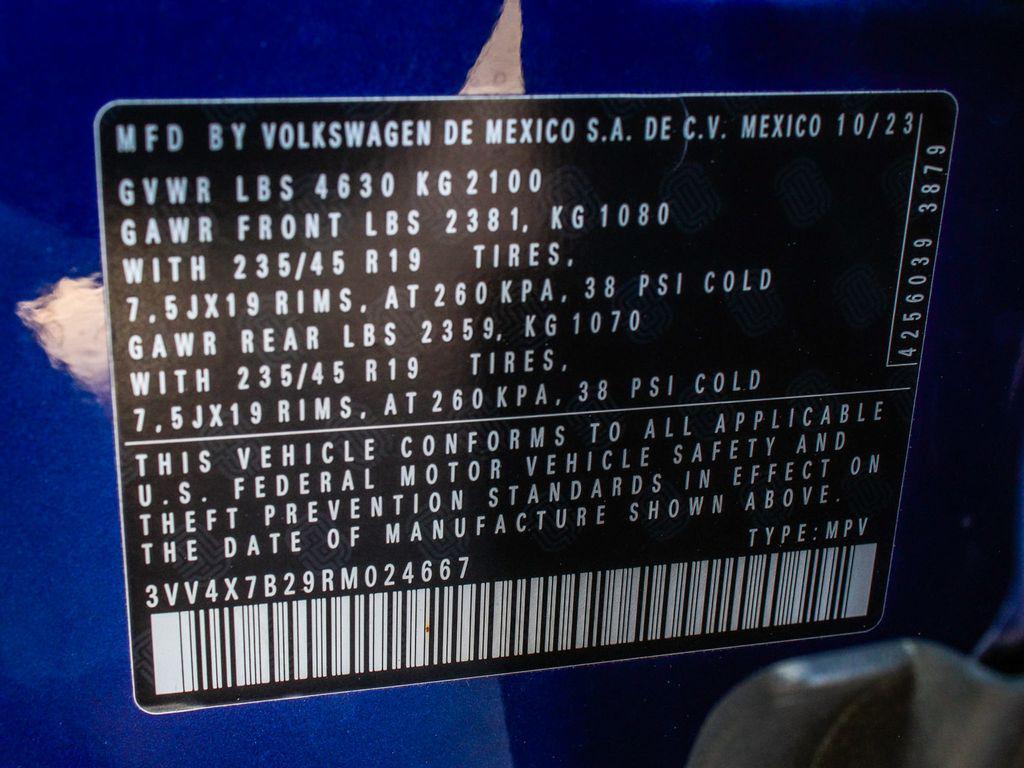 MFD BY VOLKSWAGEN DE MEXICO S.A. DE C.V. MEXICO 10/23
GVWR LBS 4630 KG 2100
GAWR FRONT LBS 2381, KG 1080
WITH 235/45 R19 TIRES,
7,5JX19 RIMS, AT 260 KPA, 38 PSI COLD
GAWR REAR LBS 2359, KG 1070
WITH 235/45 R19 TIRES,
7,5JX19 RIMS, AT 260 KPA, 38 PSI COLD
4256039 3879
THIS VEHICLE CONFORMS TO ALL APPLICABLE
U.S. FEDERAL MOTOR VEHICLE SAFETY AND
THEFT PREVENTION STANDARDS IN EFFECT ON
THE DATE OF MANUFACTURE SHOWN ABOVE.
TYPE: MPV
3VV4X7B29RM024667